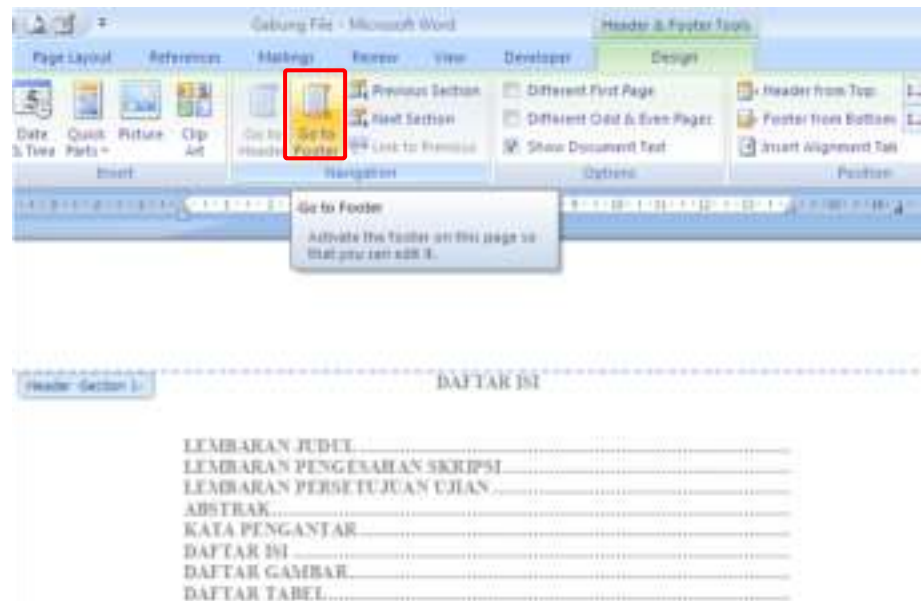 Gabung File - Microsoft Word
Header & Footer Tools
Page Layout References Mailings Review View Developer Design
5
Date & Time
Quick Parts
Picture
Clip Art
Go to Header
Go to Footer
Previous Section
Next Section
Link to Previous
Different First Page
Different Odd & Even Pages
Show Document Text
Header from Top:
Footer from Bottom:
Insert Alignment Tab
Insert Navigation Options Position
Go to Footer
Activate the footer on this page so
that you can edit it.
Header -Section 1-
DAFTAR ISI
LEMBARAN JUDUL
LEMBARAN PENGESAHAN SKRIPSI
LEMBARAN PERSETUJUAN UJIAN
ABSTRAK
KATA PENGANTAR
DAFTAR ISI
DAFTAR GAMBAR
DAFTAR TABEL